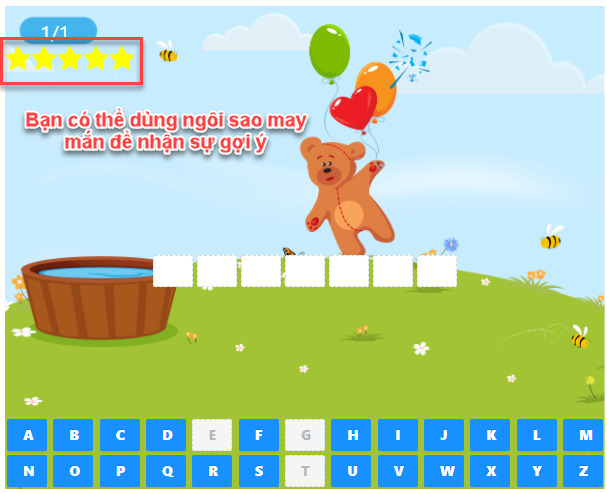 1/1
Bạn có thể dùng ngôi sao may
mắn để nhận sự gợi ý
A B C D E F G H I J K L M
N O P Q R S T U V W X Y Z